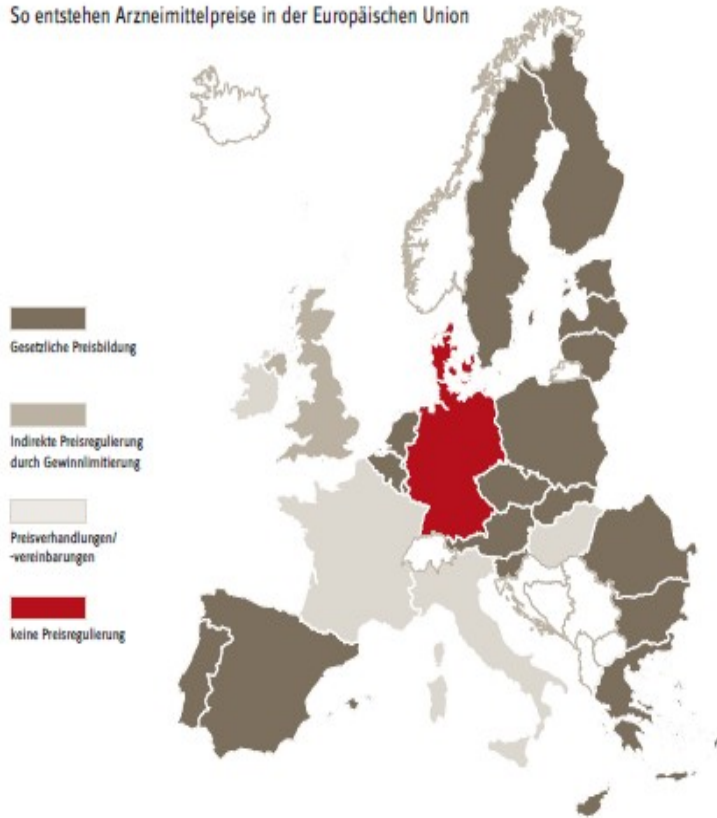 So entstehen Arzneimittelpreise in der Europäischen Union
Gesetzliche Preisbildung
Indirekte Preisregulierung
durch Gewinnlimitierung
Preisverhandlungen/
-vereinbarungen
keine Preisregulierung